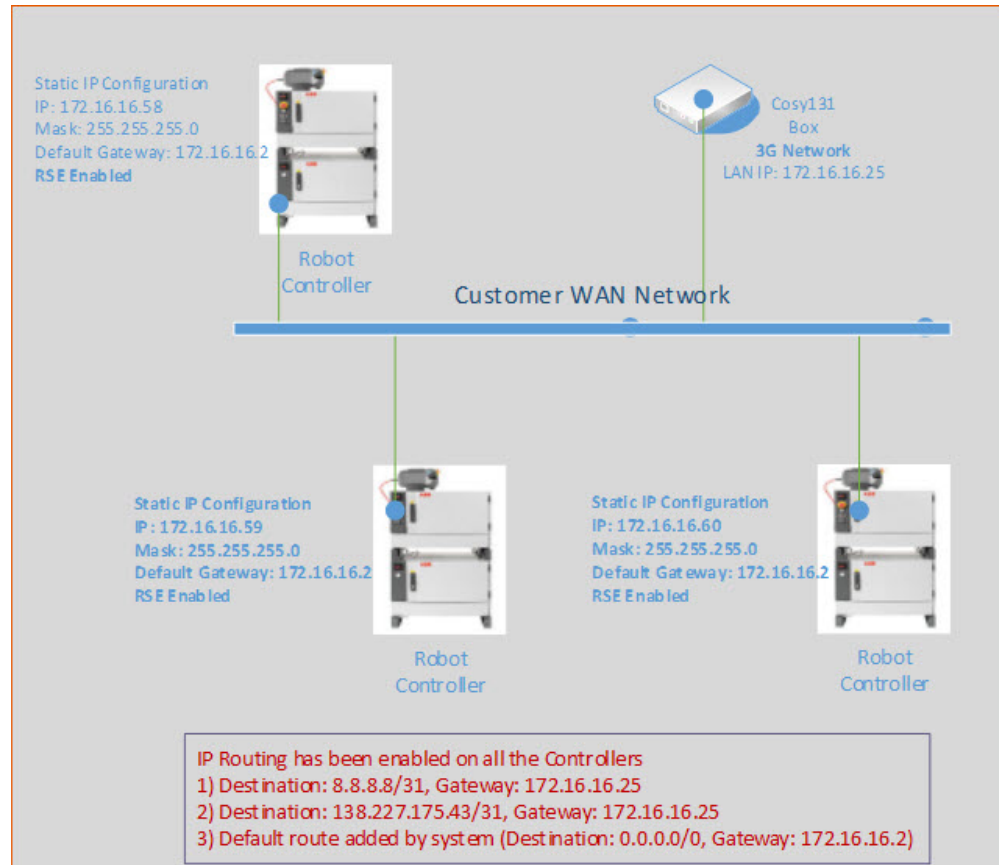 Static IP Configuration
IP: 172.16.16.58
Mask: 255.255.255.0
Default Gateway: 172.16.16.2
RSE Enabled
Robot
Controller
Cosy131
Box
3G Network
LAN IP: 172.16.16.25
Customer WAN Network
Static IP Configuration
IP: 172.16.16.59
Mask: 255.255.255.0
Default Gateway: 172.16.16.2
RSE Enabled
Robot
Controller
Static IP Configuration
IP: 172.16.16.60
Mask: 255.255.255.0
Default Gateway: 172.16.16.2
RSE Enabled
Robot
Controller
IP Routing has been enabled on all the Controllers
1) Destination: 8.8.8.8/31, Gateway: 172.16.16.25
2) Destination: 138.227.175.43/31, Gateway: 172.16.16.25
3) Default route added by system (Destination: 0.0.0.0/0, Gateway: 172.16.16.2)